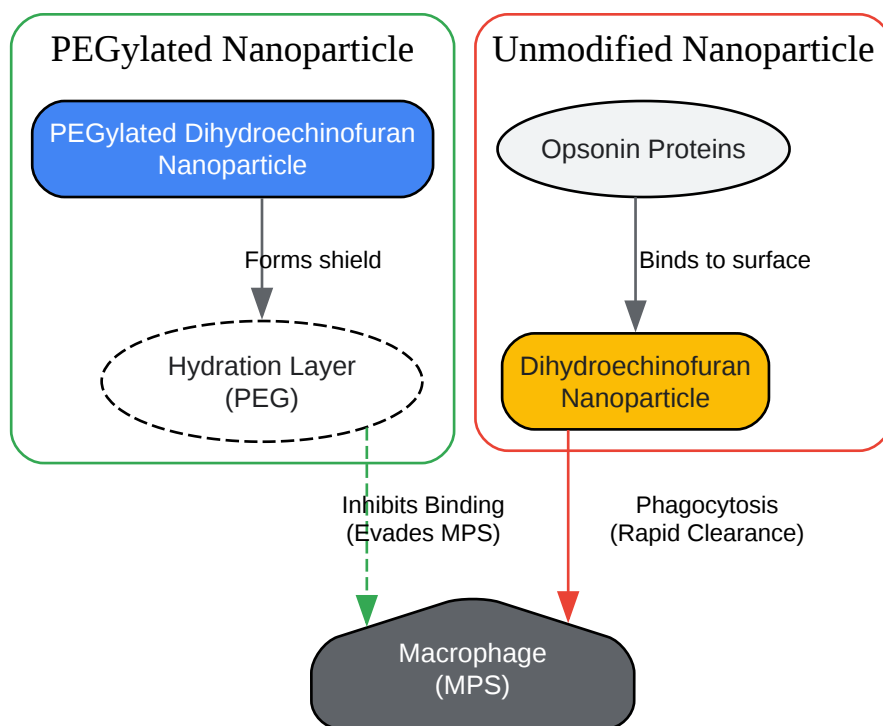 PEGylated Nanoparticle
PEGylated Dihydroechinofuran
Nanoparticle
Forms shield
Hydration Layer
(PEG)
Inhibits Binding
(Evades MPS)
Unmodified Nanoparticle
Opsonin Proteins
Binds to surface
Dihydroechinofuran
Nanoparticle
Phagocytosis
(Rapid Clearance)
Macrophage
(MPS)